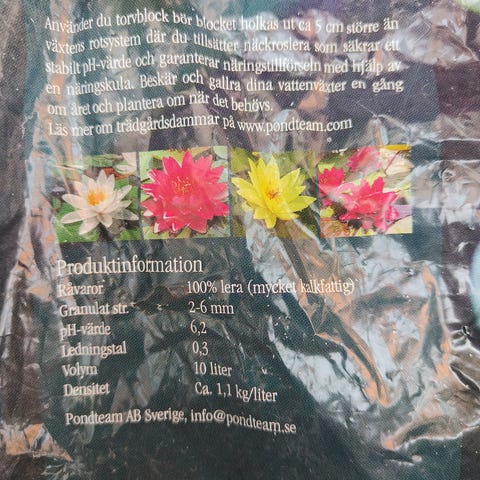 Använder du torvblock bör blocket holkas ut ca 5 cm större än
växtens rotsystem där du tillsätter näckroslera som säkrar ett
stabilt pH-värde och garanterar näringstillförseln med hjälp av
en näringskula. Beskär och gallra dina vattenväxter en gång
om året och plantera om när det behövs.
Läs mer om trädgårdsdammar på www.pondteam.com
Produktinformation
Råvaror 100% lera (mycket kalkfattig)
Granulat str. 2-6 mm
pH-värde 6,2
Ledningstal 0,3
Volym 10 liter
Densitet Ca. 1,1 kg/liter
Pondteam AB Sverige, info@pondteam.se